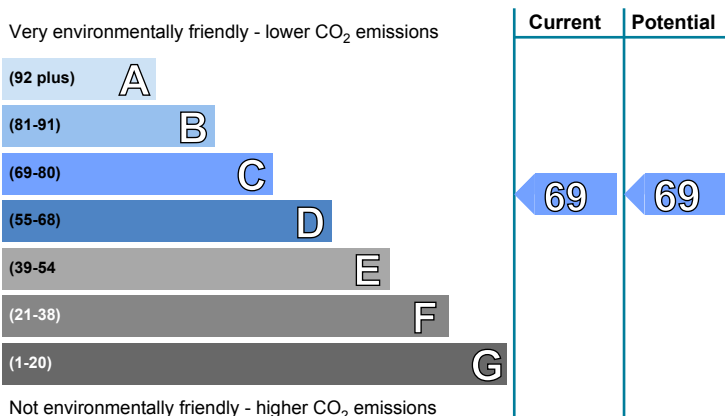 Very environmentally friendly - lower CO2 emissions
Current
Potential
(92 plus) A
(81-91) B
(69-80) C
(55-68) D
(39-54 E
(21-38) F
(1-20) G
69
69
Not environmentally friendly - higher CO2 emissions